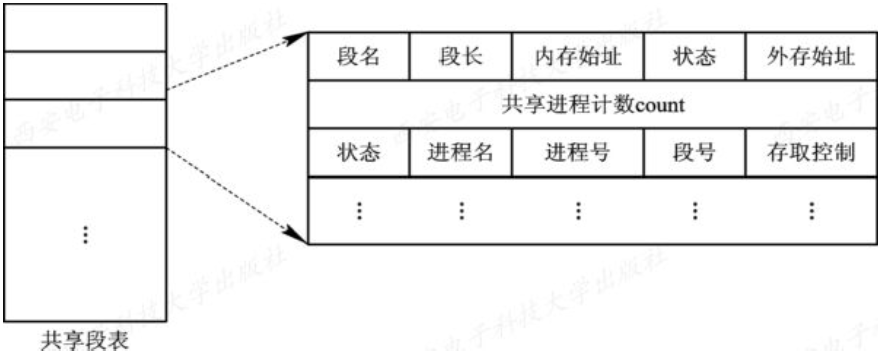 段名 段长 内存始址 状态 外存始址
共享进程计数count
状态 进程名 进程号 段号 存取控制
⋮ ⋮ ⋮ ⋮ ⋮
⋮
共享段表
西安电子科技大学出版社